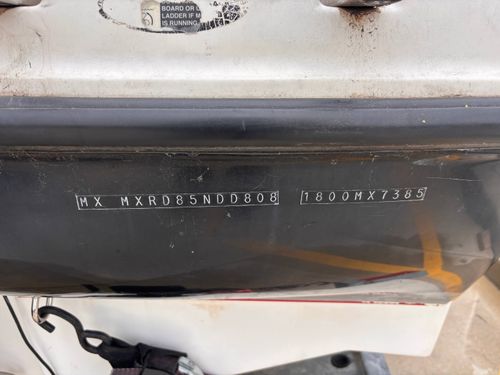 BOARD OR
LADDER IF M
IS RUNNING
MX MXRD85NDD808 1800MX7385